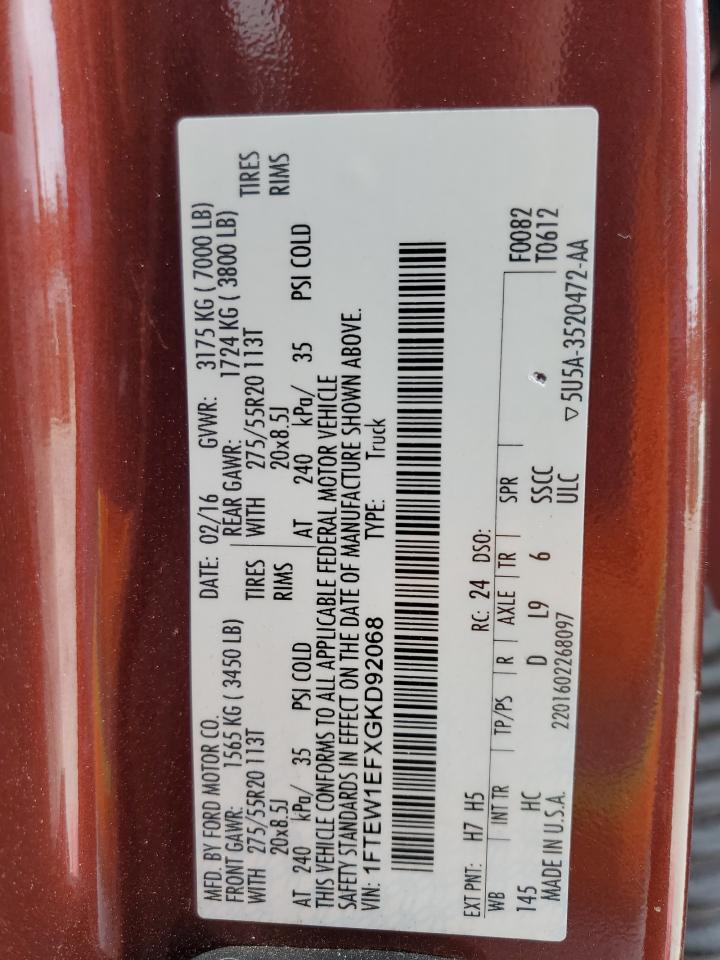 MFD. BY FORD MOTOR CO. DATE: 02/16 GVWR: 3175 KG ( 7000 LB)
FRONT GAWR: 1565 KG ( 3450 LB) REAR GAWR: 1724 KG ( 3800 LB)
WITH 275/55R20 113T TIRES WITH 275/55R20 113T TIRES
20x8.5J RIMS 20x8.5J RIMS
AT 240 kPa/ 35 PSI COLD AT 240 kPa/ 35 PSI COLD
THIS VEHICLE CONFORMS TO ALL APPLICABLE FEDERAL MOTOR VEHICLE
SAFETY STANDARDS IN EFFECT ON THE DATE OF MANUFACTURE SHOWN ABOVE.
VIN: 1FTEW1EFXGKD92068 TYPE: Truck
EXT PNT: H7 H5 RC: 24 DSO:
WB INT TR TP/PS R AXLE TR SPR F0082
145 HC D L9 6 SSCC T0612
MADE IN U.S.A. 2201602268097 ULC ▽5U5A-3520472-AA